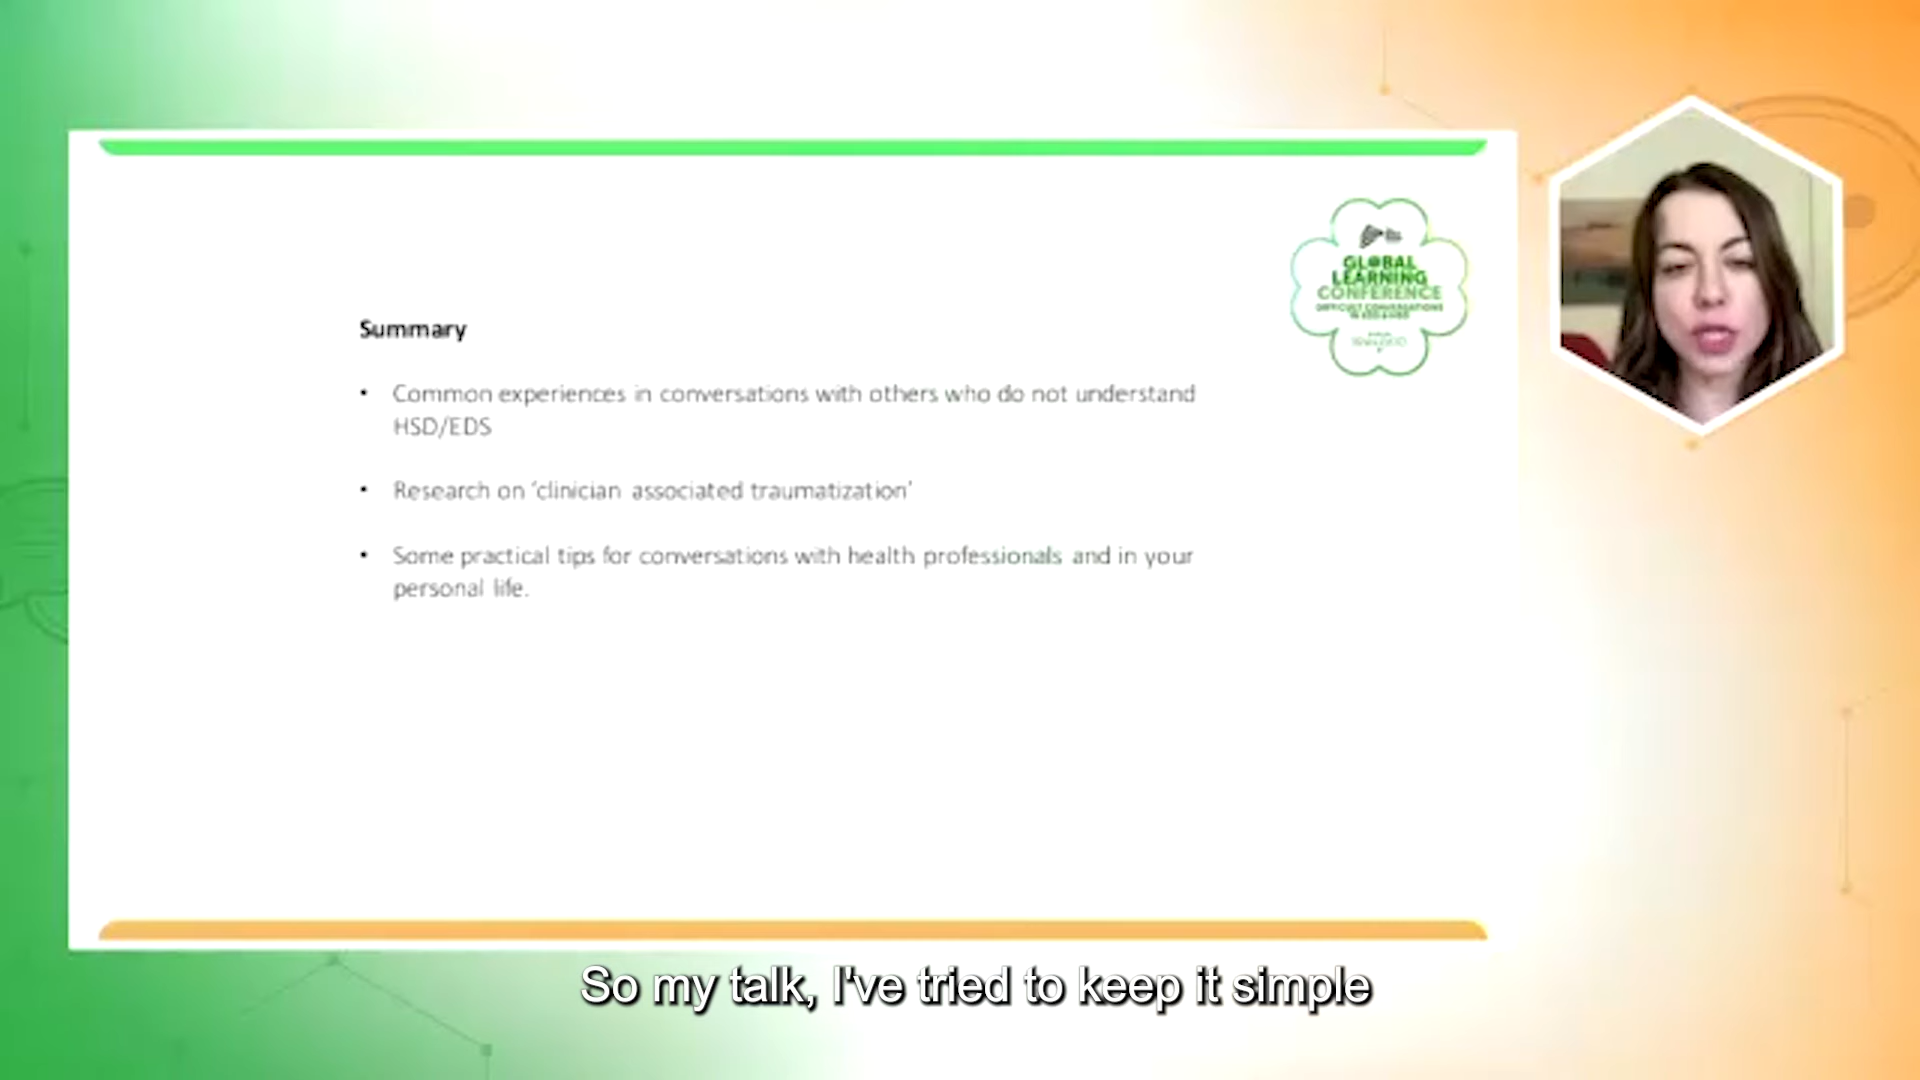 Summary
• Common experiences in conversations with others who do not understand
HSD/EDS
• Research on ‘clinician associated traumatization’
• Some practical tips for conversations with health professionals and in your
personal life.
GLOBAL
LEARNING
CONFERENCE
DIFFICULT CONVERSATIONS
So my talk, I've tried to keep it simple